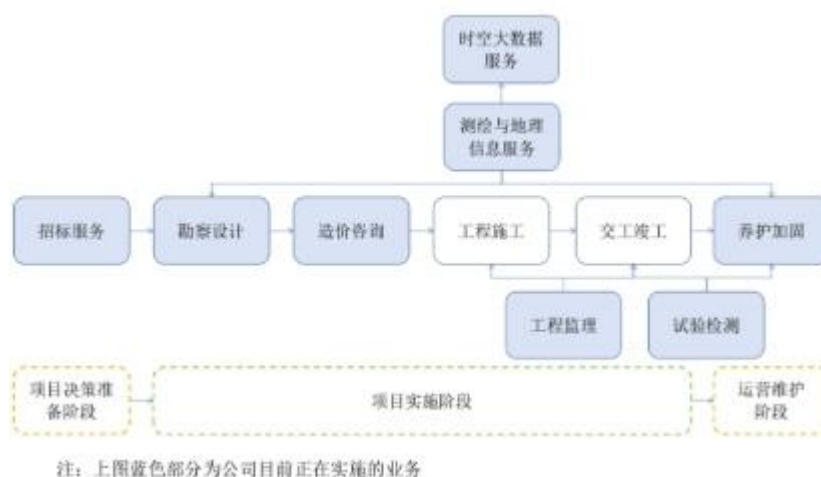 时空大数据
服务
测绘与地理
信息服务
招标服务
勘察设计
造价咨询
工程施工
交工竣工
养护加固
工程监理
试验检测
项目决策准
备阶段
项目实施阶段
运营维护
阶段
注：上图蓝色部分为公司目前正在实施的业务